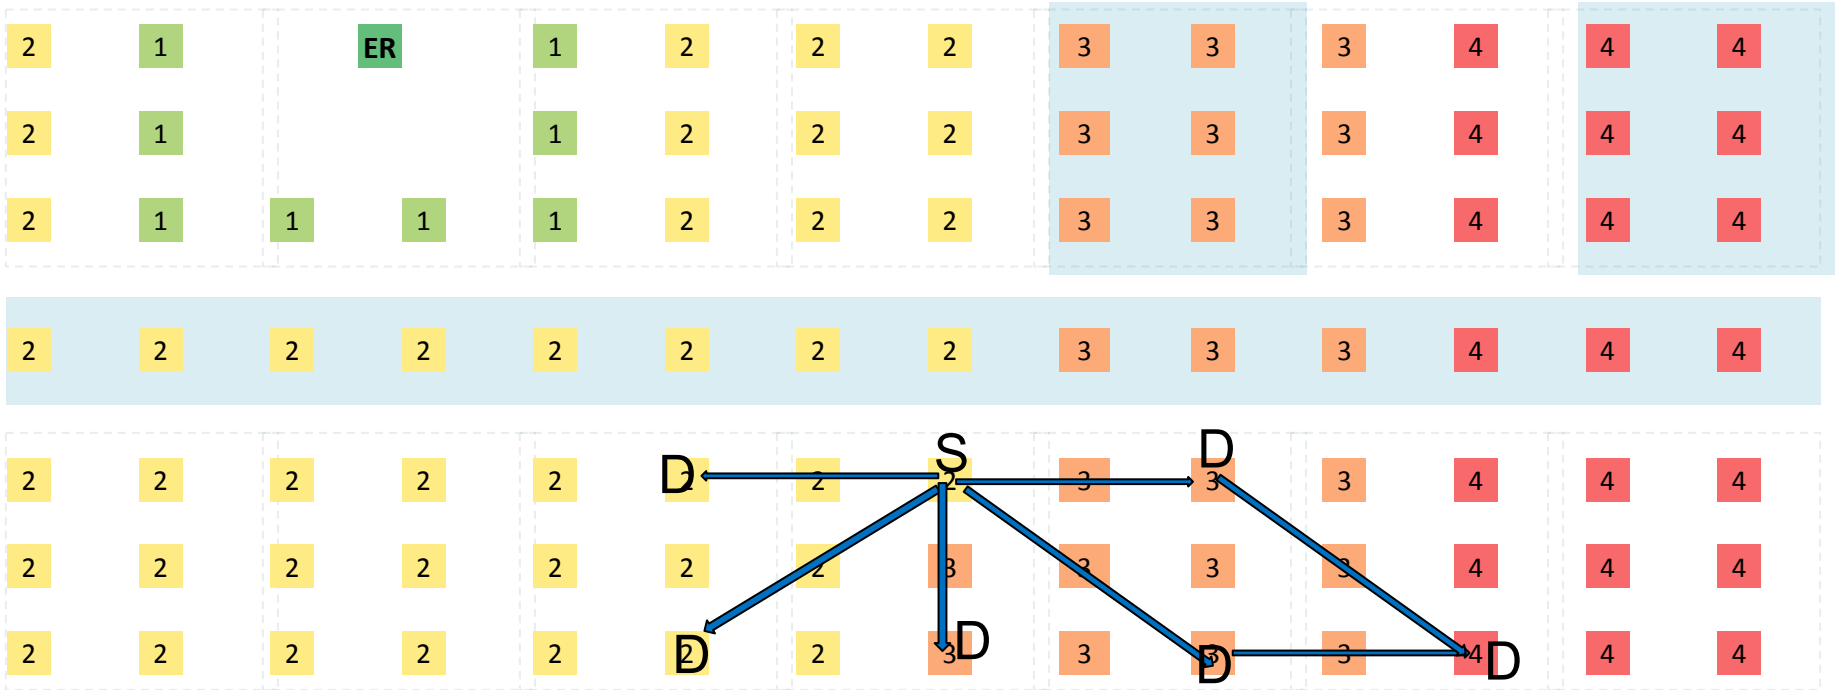 2 1 ER 1 2 2 2 3 3 3 4 4 4
2 1 1 2 2 2 3 3 3 4 4 4
2 1 1 1 1 2 2 2 3 3 3 4 4 4
2 2 2 2 2 2 2 2 3 3 3 4 4 4
S D
2 2 2 2 2 D 2 2 2 3 3 3 4 4 4
2 2 2 2 2 2 2 3 3 3 3 4 4 4
2 2 2 2 2 2 D 2 3 D 3 3 D 3 4 D 4 4